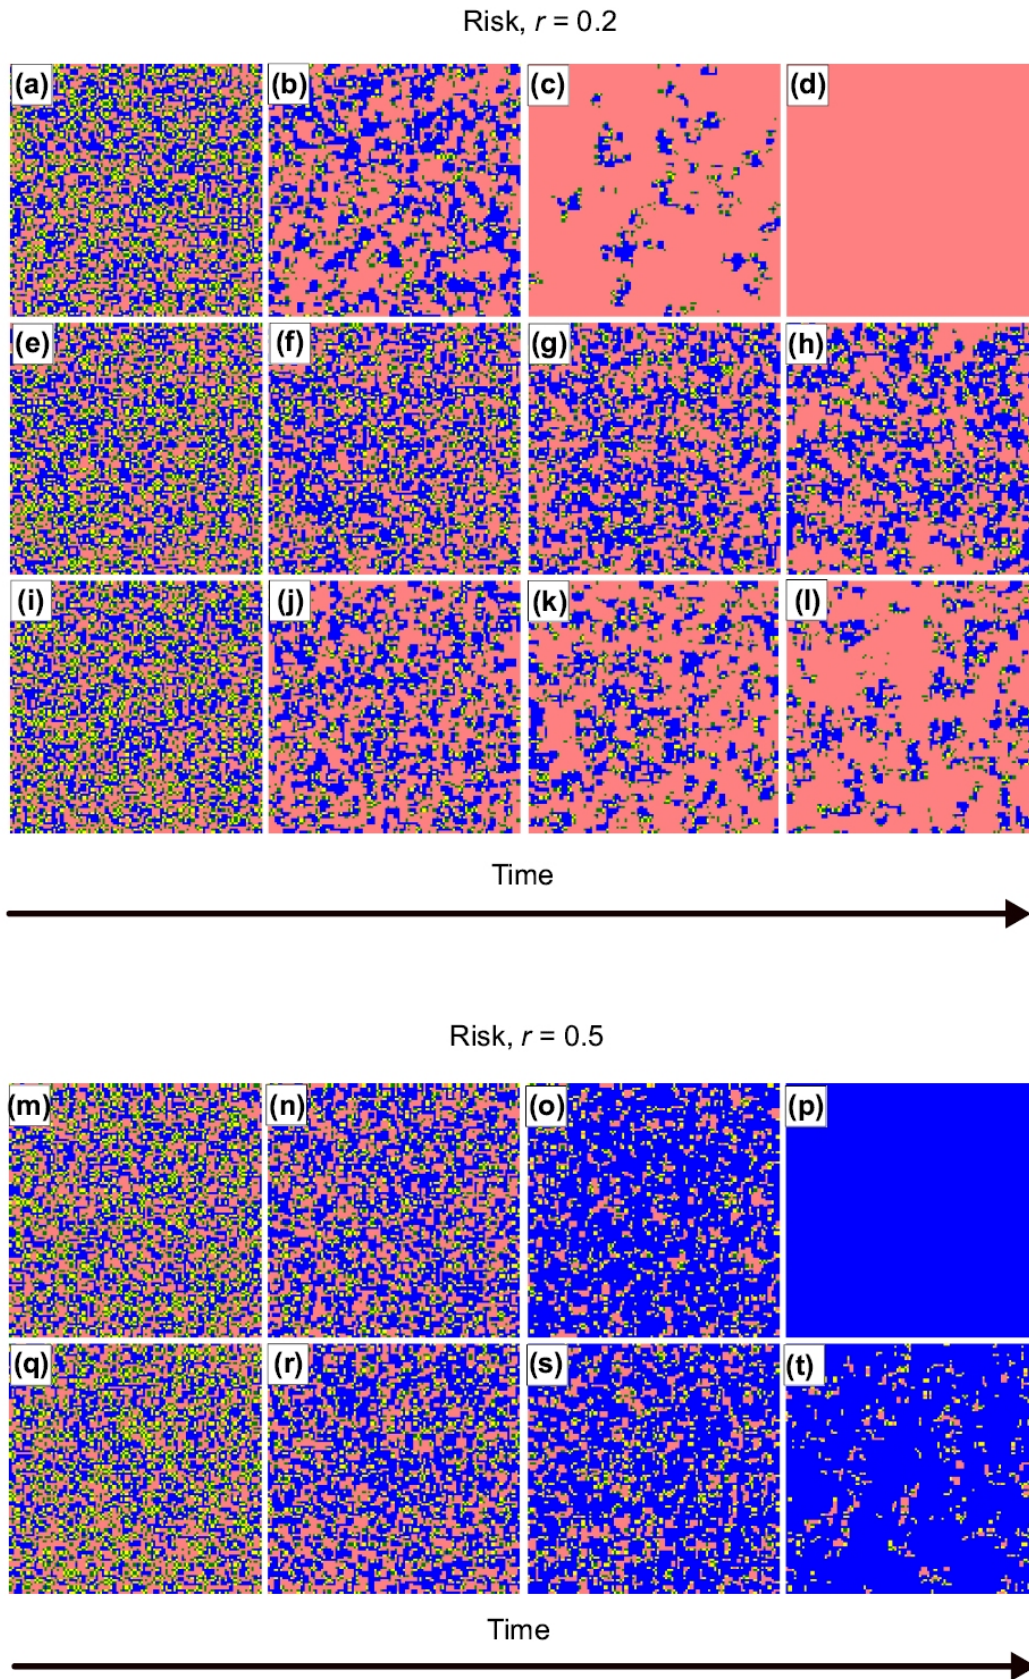 Risk, r = 0.2
(a) (b) (c) (d)
(e) (f) (g) (h)
(i) (j) (k) (l)
Time
Risk, r = 0.5
(m) (n) (o) (p)
(q) (r) (s) (t)
Time